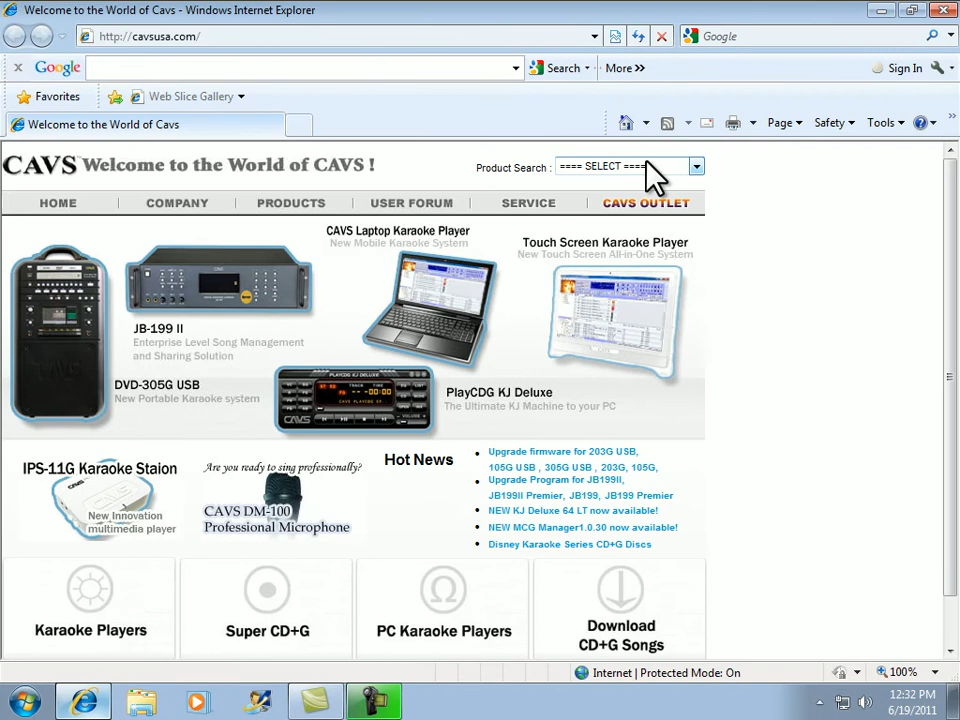 Welcome to the World of Cavs - Windows Internet Explorer
http://cavsusa.com/
Google
Google
Search
More »
Sign In
Favorites
Web Slice Gallery
Welcome to the World of Cavs
Page
Safety
Tools
»
CAVS Welcome to the World of CAVS !
Product Search :
==== SELECT ====
HOME
COMPANY
PRODUCTS
USER FORUM
SERVICE
CAVS OUTLET
CAVS Laptop Karaoke Player
New Mobile Karaoke System
Touch Screen Karaoke Player
New Touch Screen All-in-One System
JB-199 II
Enterprise Level Song Management
and Sharing Solution
DVD-305G USB
New Portable Karaoke system
PLAYCDG KJ DELUXE
TRACK
TIME
-- -00:00
CAVS
VOLUME
PlayCDG KJ Deluxe
The Ultimate KJ Machine to your PC
IPS-11G Karaoke Staion
New Innovation
multimedia player
Are you ready to sing professionally?
CAVS DM-100
Professional Microphone
Hot News
Upgrade firmware for 203G USB,
105G USB , 305G USB , 203G, 105G,
Upgrade Program for JB199II,
JB199II Premier, JB199, JB199 Premier
NEW KJ Deluxe 64 LT now available!
NEW MCG Manager1.0.30 now available!
Disney Karaoke Series CD+G Discs
Karaoke Players
Super CD+G
PC Karaoke Players
Download
CD+G Songs
Internet | Protected Mode: On
100%
12:32 PM
6/19/2011